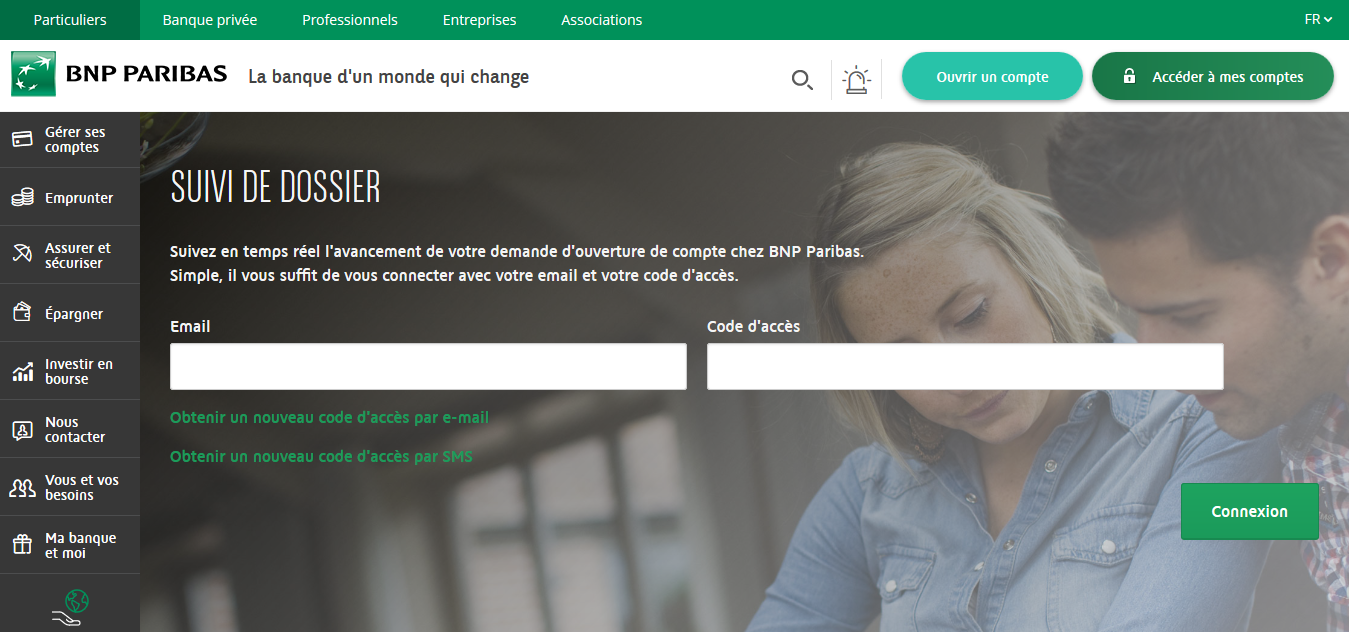 Particuliers Banque privée Professionnels Entreprises Associations FR
BNP PARIBAS La banque d'un monde qui change Ouvrir un compte Accéder à mes comptes
Gérer ses
comptes
Emprunter
Assurer et
sécuriser
Épargner
Investir en
bourse
Nous
contacter
Vous et vos
besoins
Ma banque
et moi
SUIVI DE DOSSIER
Suivez en temps réel l'avancement de votre demande d'ouverture de compte chez BNP Paribas.
Simple, il vous suffit de vous connecter avec votre email et votre code d'accès.
Email Code d'accès
Obtenir un nouveau code d'accès par e-mail
Obtenir un nouveau code d'accès par SMS
Connexion